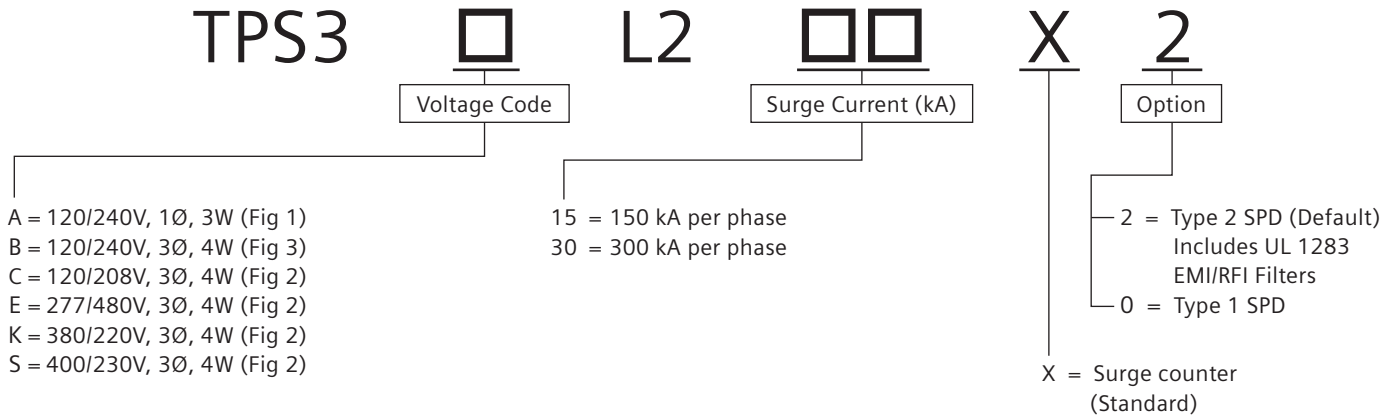 TPS3 □ L2 □□ X 2
Voltage Code
Surge Current (kA)
Option
A = 120/240V, 1Ø, 3W (Fig 1)
B = 120/240V, 3Ø, 4W (Fig 3)
C = 120/208V, 3Ø, 4W (Fig 2)
E = 277/480V, 3Ø, 4W (Fig 2)
K = 380/220V, 3Ø, 4W (Fig 2)
S = 400/230V, 3Ø, 4W (Fig 2)
15 = 150 kA per phase
30 = 300 kA per phase
2 = Type 2 SPD (Default)
Includes UL 1283
EMI/RFI Filters
0 = Type 1 SPD
X = Surge counter
(Standard)